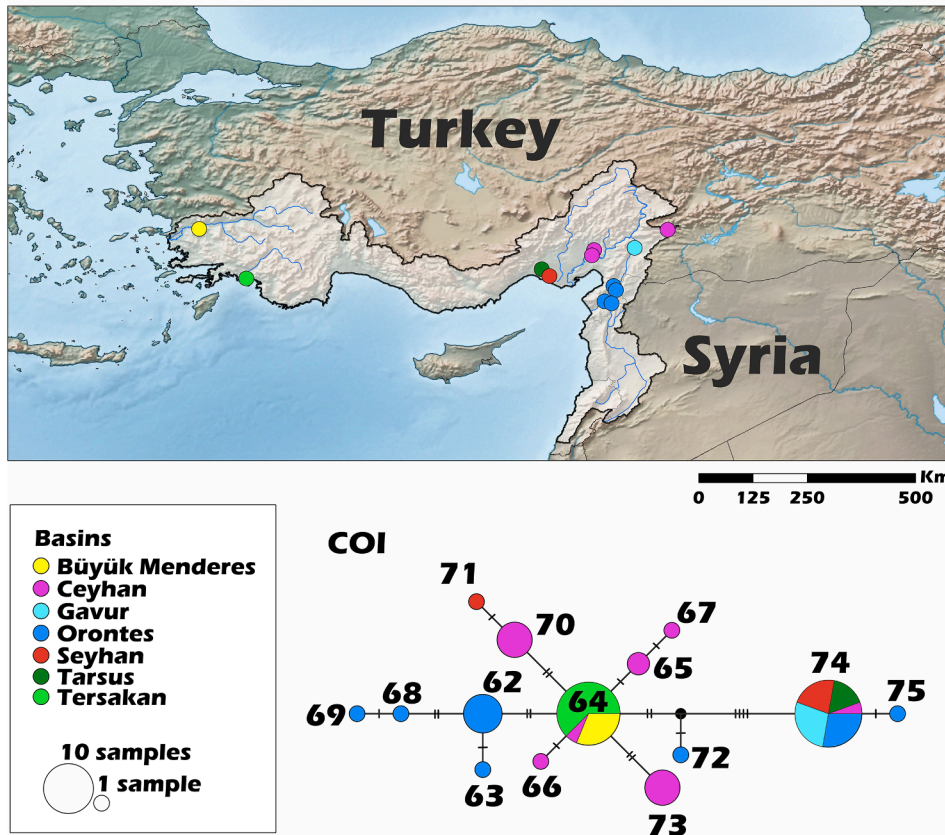 Turkey
Syria
Km
0 125 250 500
Basins
Büyük Menderes
Ceyhan
Gavur
Orontes
Seyhan
Tarsus
Tersakan
10 samples
1 sample
COI
71
70
67
65
74
62
64
75
68
69
72
66
63
73